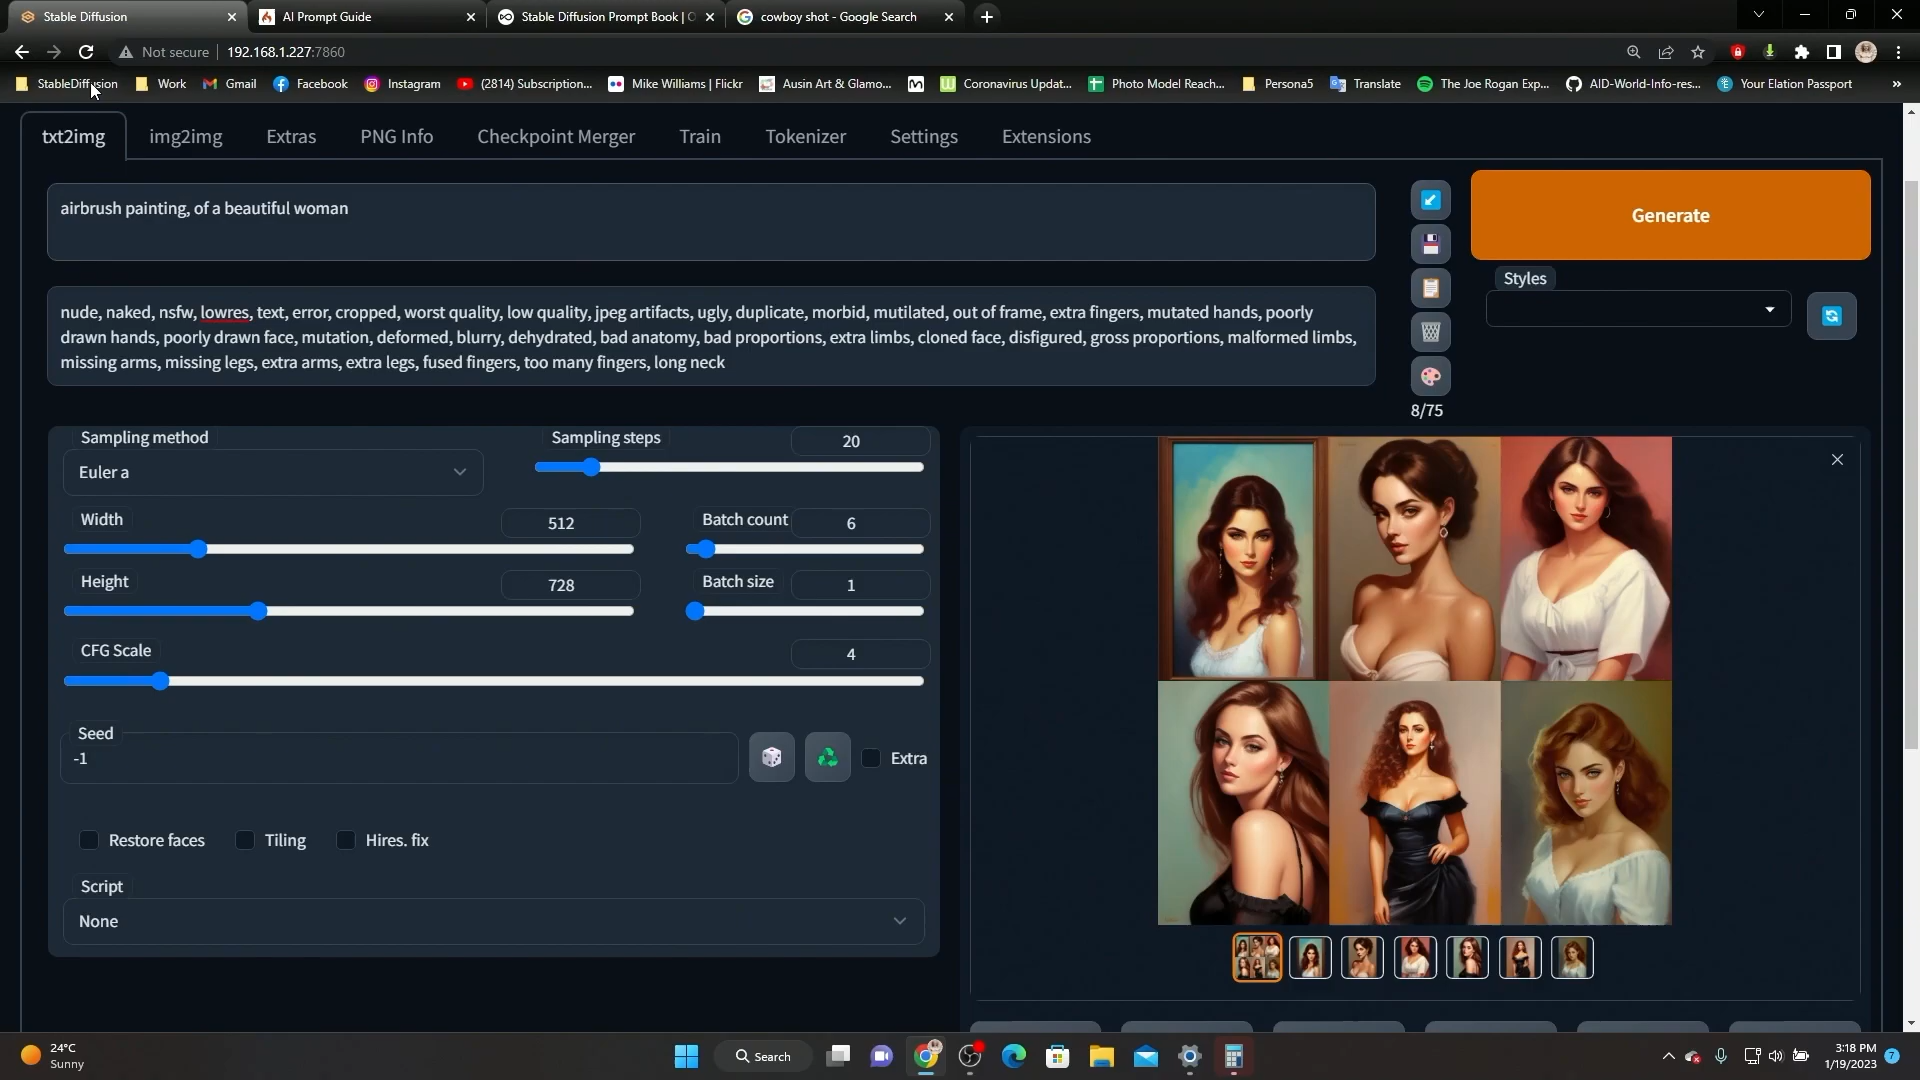 Stable Diffusion
AI Prompt Guide
Stable Diffusion Prompt Book | O
cowboy shot - Google Search
Not secure
192.168.1.227:7860
StableDiffusion
Work
Gmail
Facebook
Instagram
(2814) Subscription...
Mike Williams | Flickr
Ausin Art & Glamo...
Coronavirus Updat...
Photo Model Reach...
Persona5
Translate
The Joe Rogan Exp...
AID-World-Info-res...
Your Elation Passport
»
txt2img
img2img
Extras
PNG Info
Checkpoint Merger
Train
Tokenizer
Settings
Extensions
airbrush painting, of a beautiful woman
Generate
Styles
nude, naked, nsfw, lowres, text, error, cropped, worst quality, low quality, jpeg artifacts, ugly, duplicate, morbid, mutilated, out of frame, extra fingers, mutated hands, poorly
drawn hands, poorly drawn face, mutation, deformed, blurry, dehydrated, bad anatomy, bad proportions, extra limbs, cloned face, disfigured, gross proportions, malformed limbs,
missing arms, missing legs, extra arms, extra legs, fused fingers, too many fingers, long neck
8/75
Sampling method
Euler a
Sampling steps
20
Width
512
Batch count
6
Height
728
Batch size
1
CFG Scale
4
Seed
-1
Extra
Restore faces
Tiling
Hires. fix
Script
None
24°C
Sunny
Search
3:18 PM
1/19/2023
7